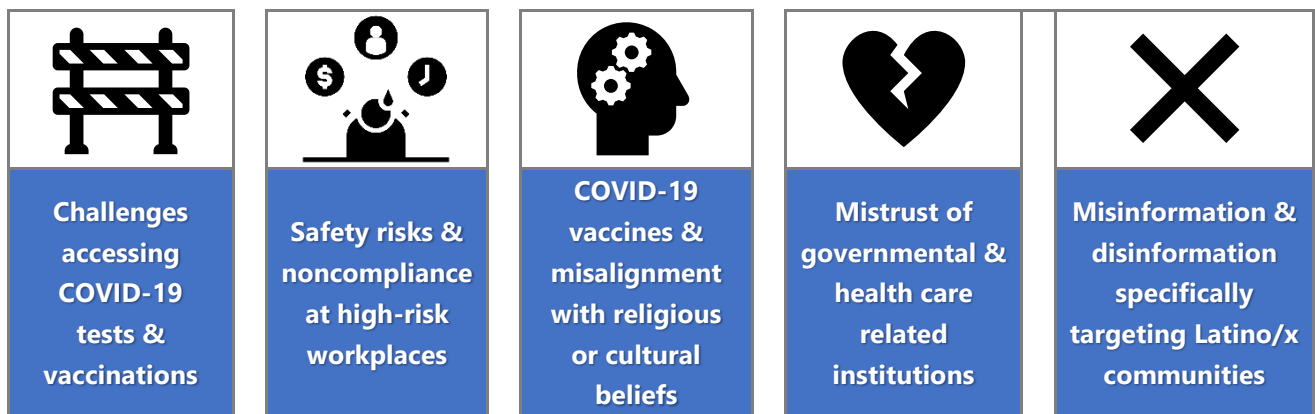 $
Challenges
accessing
COVID-19
tests &
vaccinations
Safety risks &
noncompliance
at high-risk
workplaces
COVID-19
vaccines &
misalignment
with religious
or cultural
beliefs
Mistrust of
governmental &
health care
related
institutions
Misinformation &
disinformation
specifically
targeting Latino/x
communities